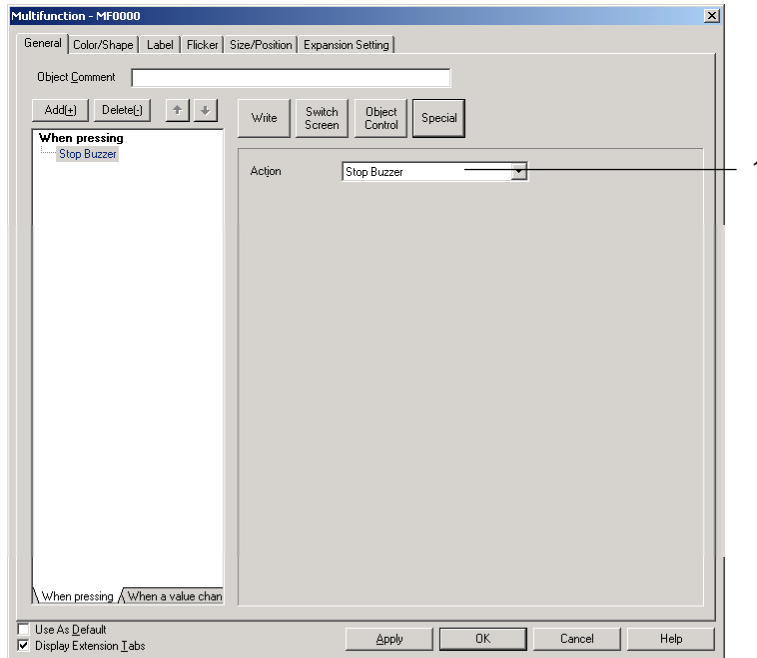 Multifunction - MF0000
General Color/Shape Label Flicker Size/Position Expansion Setting
Object Comment
Add(+) Delete(-)
Write Switch Screen Object Control Special
When pressing
Stop Buzzer
Action Stop Buzzer
1
When pressing When a value chan
Use As Default
Display Extension Tabs
Apply OK Cancel Help